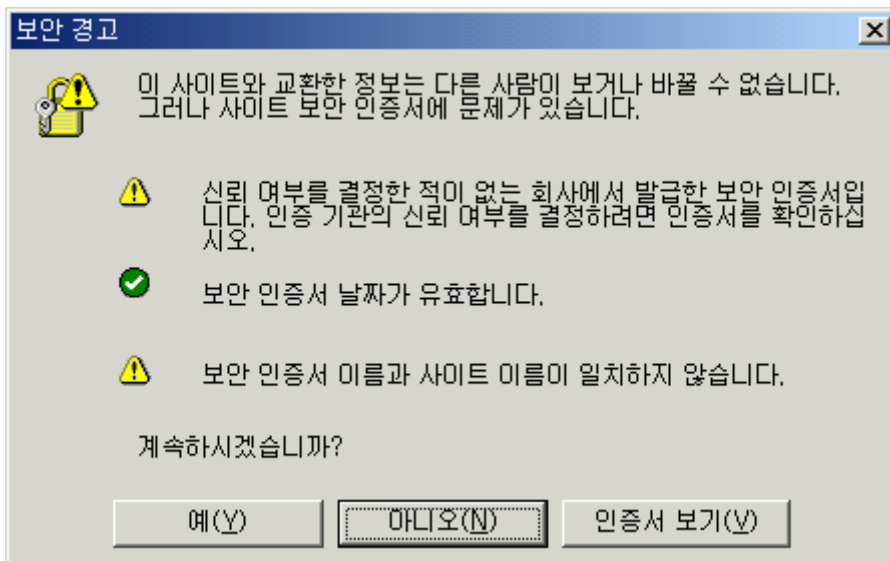 보안 경고
이 사이트와 교환한 정보는 다른 사람이 보거나 바꿀 수 없습니다.
그러나 사이트 보안 인증서에 문제가 있습니다.
신뢰 여부를 결정한 적이 없는 회사에서 발급한 보안 인증서입
니다. 인증 기관의 신뢰 여부를 결정하려면 인증서를 확인하십
시오.
보안 인증서 날짜가 유효합니다.
보안 인증서 이름과 사이트 이름이 일치하지 않습니다.
계속하시겠습니까?
예(Y)
아니오(N)
인증서 보기(V)